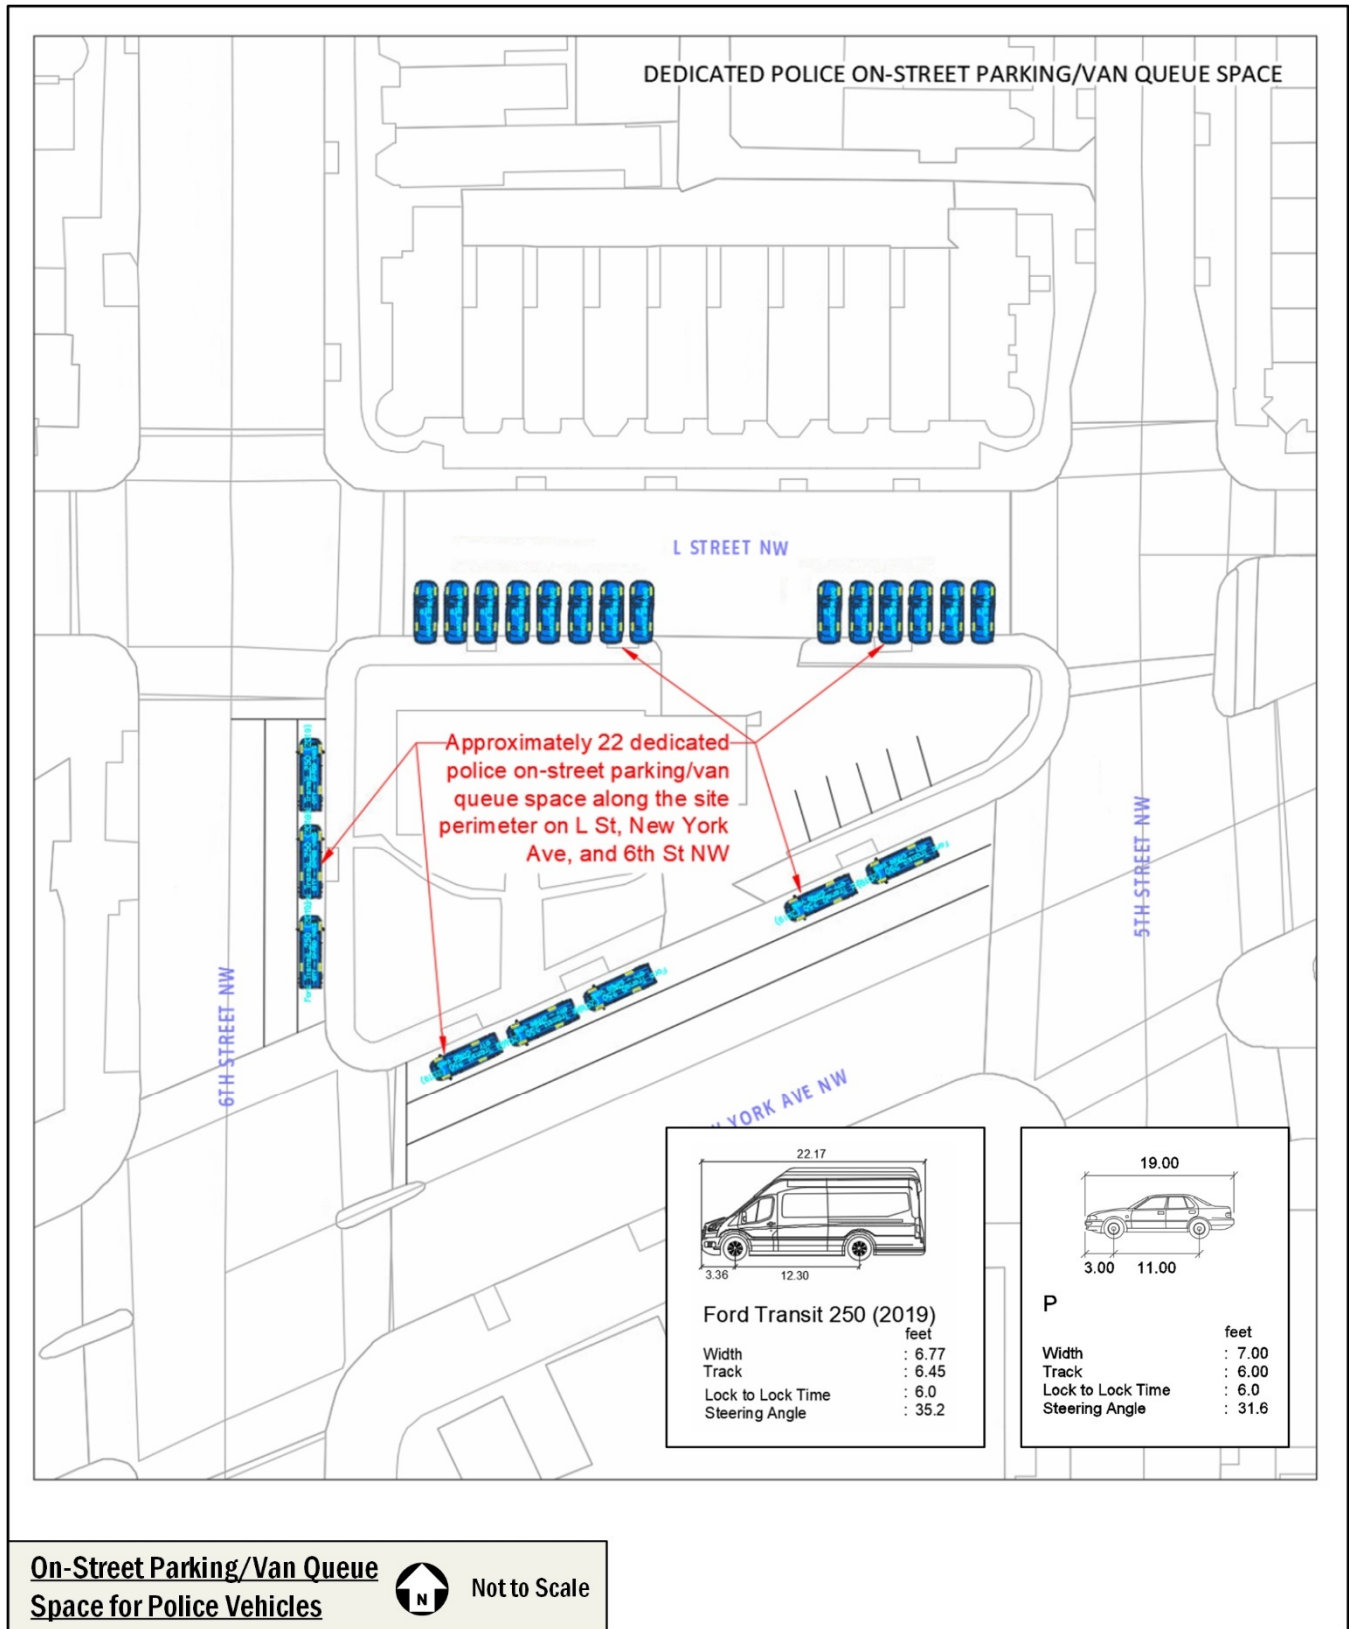 DEDICATED POLICE ON-STREET PARKING/VAN QUEUE SPACE
L STREET NW
Approximately 22 dedicated
police on-street parking/van
queue space along the site
perimeter on L St, New York
Ave, and 6th St NW
5TH STREET NW
6TH STREET NW
YORK AVE NW
22.17
3.36
12.30
Ford Transit 250 (2019)
feet
Width : 6.77
Track : 6.45
Lock to Lock Time : 6.0
Steering Angle : 35.2
19.00
3.00
11.00
P
feet
Width : 7.00
Track : 6.00
Lock to Lock Time : 6.0
Steering Angle : 31.6
On-Street Parking/Van Queue
Space for Police Vehicles
N
Not to Scale